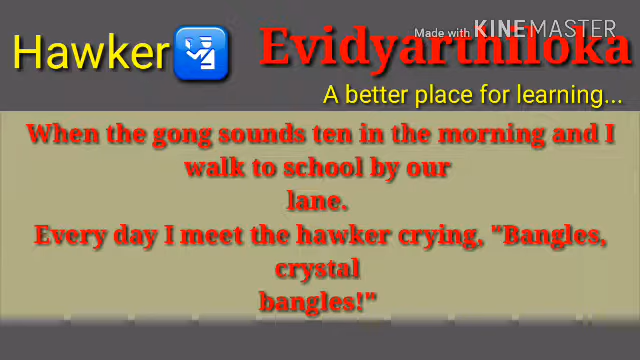 Hawker
Evidyarthiloka
Made with KINEMASTER
A better place for learning...
When the gong sounds ten in the morning and I
walk to school by our
lane.
Every day I meet the hawker crying, "Bangles,
crystal
bangles!"